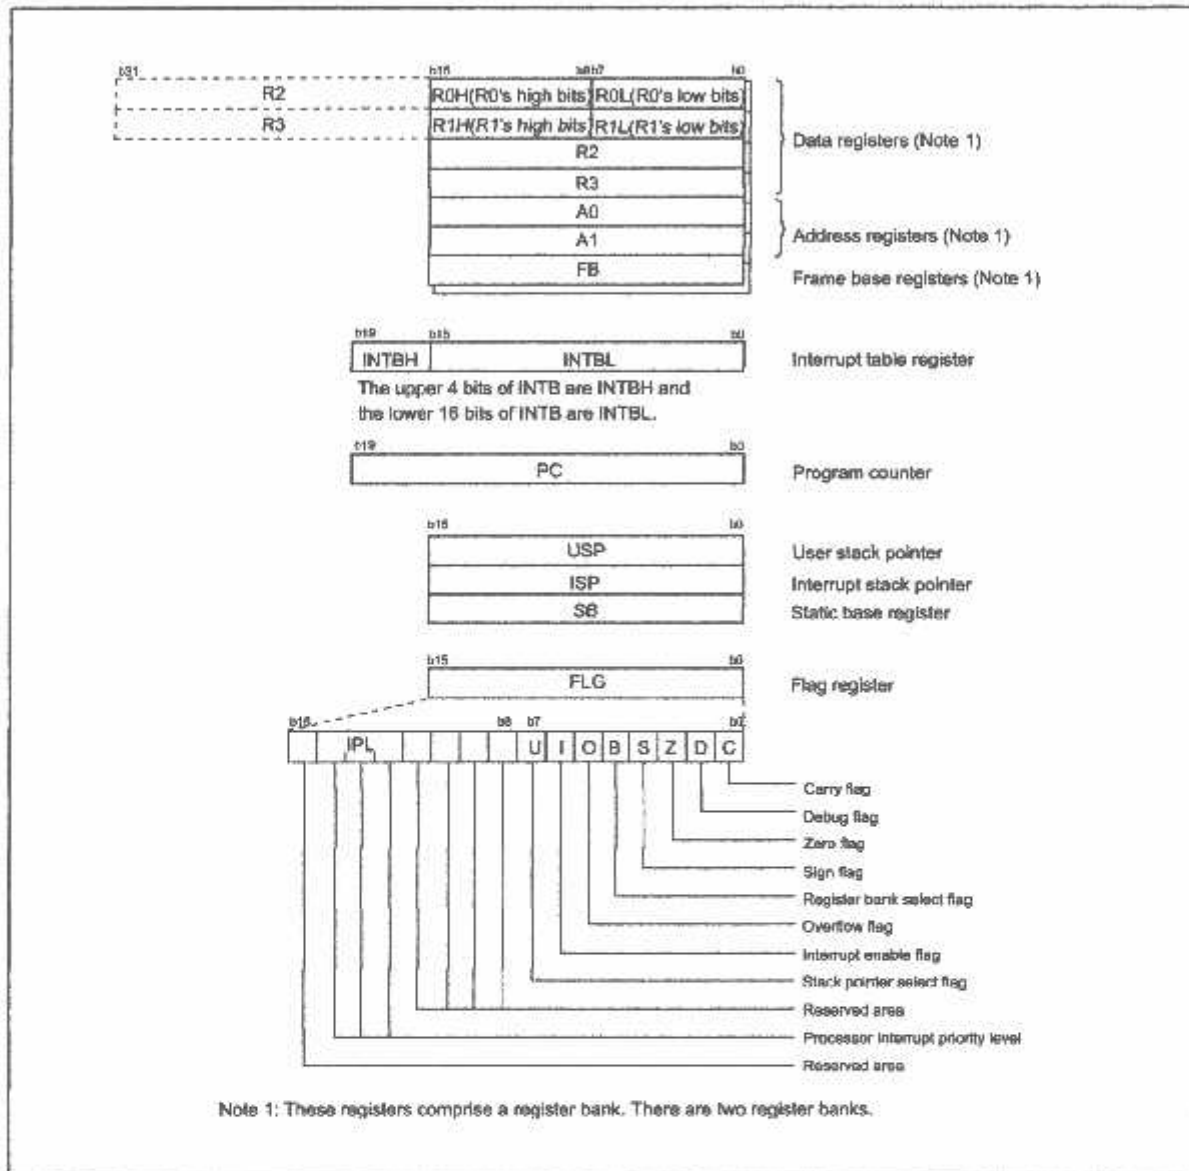 b31 b15 b8b7 b0
R2 R0H(R0's high bits) R0L(R0's low bits)
R3 R1H(R1's high bits) R1L(R1's low bits)
R2
R3
Data registers (Note 1)
A0
A1
Address registers (Note 1)
FB
Frame base registers (Note 1)
b19 b15 b0
INTBH INTBL Interrupt table register
The upper 4 bits of INTB are INTBH and
the lower 16 bits of INTB are INTBL.
b19 b0
PC Program counter
b15 b0
USP User stack pointer
ISP Interrupt stack pointer
SB Static base register
b15 b0
FLG Flag register
b15 b8 b7 b0
IPL U I O B S Z D C
Carry flag
Debug flag
Zero flag
Sign flag
Register bank select flag
Overflow flag
Interrupt enable flag
Stack pointer select flag
Reserved area
Processor interrupt priority level
Reserved area
Note 1: These registers comprise a register bank. There are two register banks.